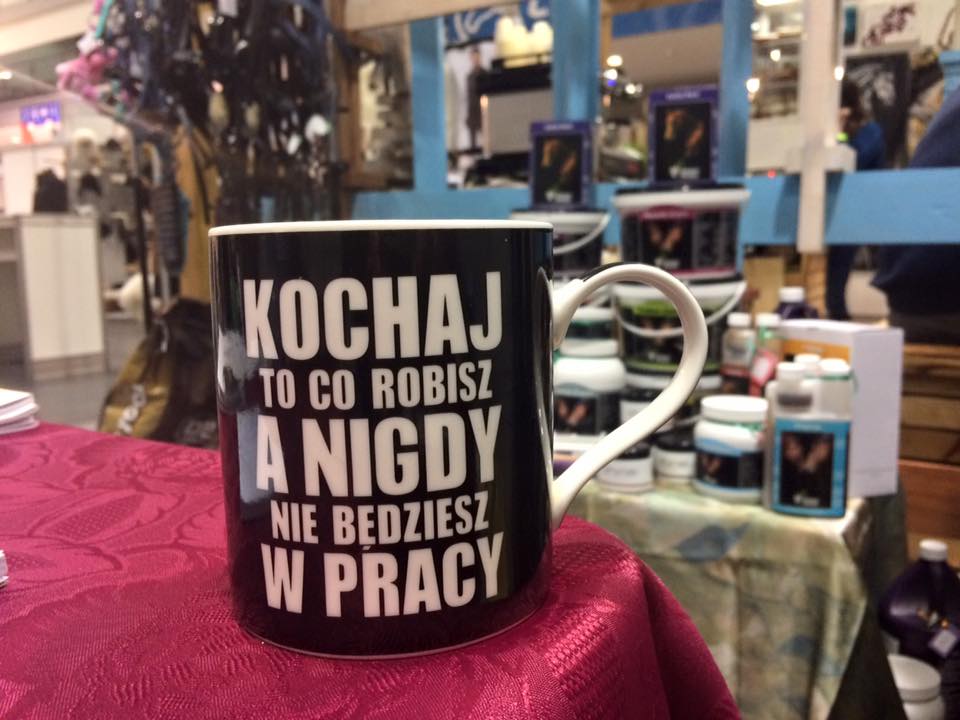 KOCHAJ
TO CO ROBISZ
A NIGDY
NIE BĘDZIESZ
W PRACY